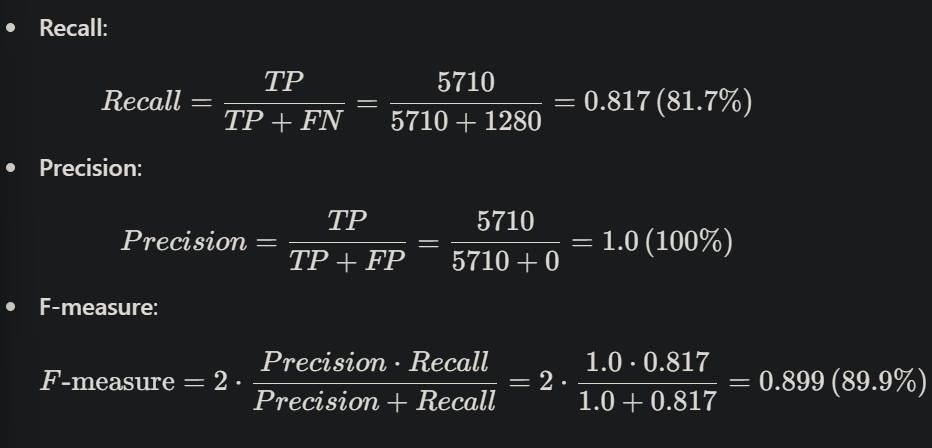 • Recall:
Recall = TP / (TP + FN) = 5710 / (5710 + 1280) = 0.817 (81.7%)
• Precision:
Precision = TP / (TP + FP) = 5710 / (5710 + 0) = 1.0 (100%)
• F-measure:
F-measure = 2 · (Precision · Recall) / (Precision + Recall) = 2 · (1.0 · 0.817) / (1.0 + 0.817) = 0.899 (89.9%)